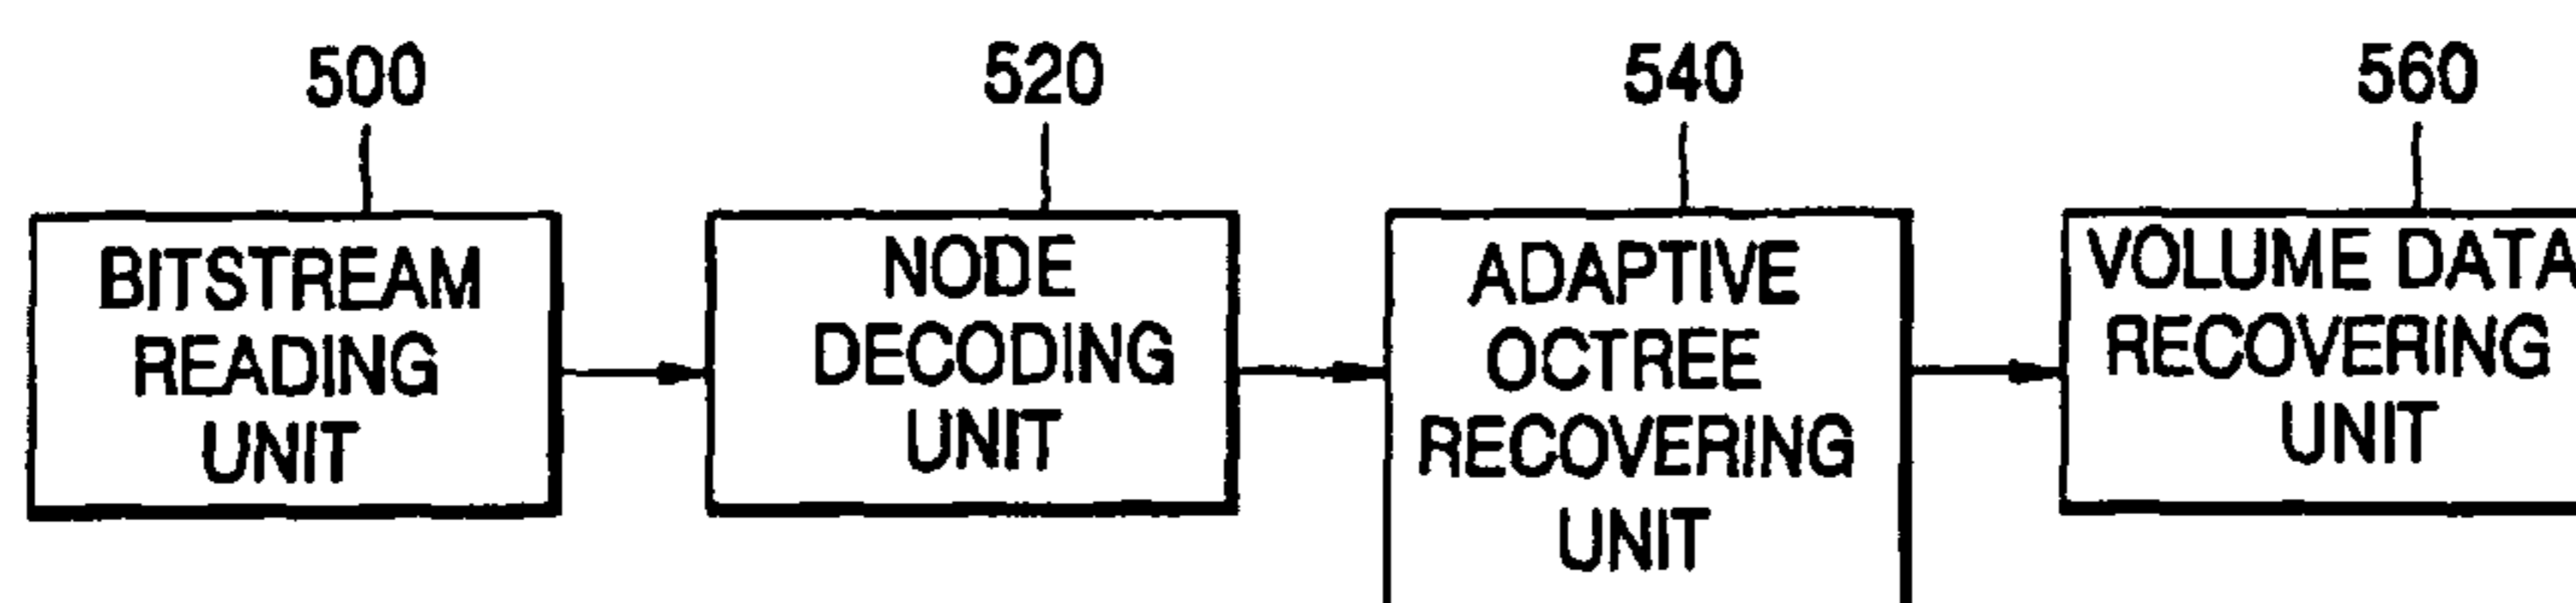 500
520
540
560
BITSTREAM
READING
UNIT
NODE
DECODING
UNIT
ADAPTIVE
OCTREE
RECOVERING
UNIT
VOLUME DATA
RECOVERING
UNIT